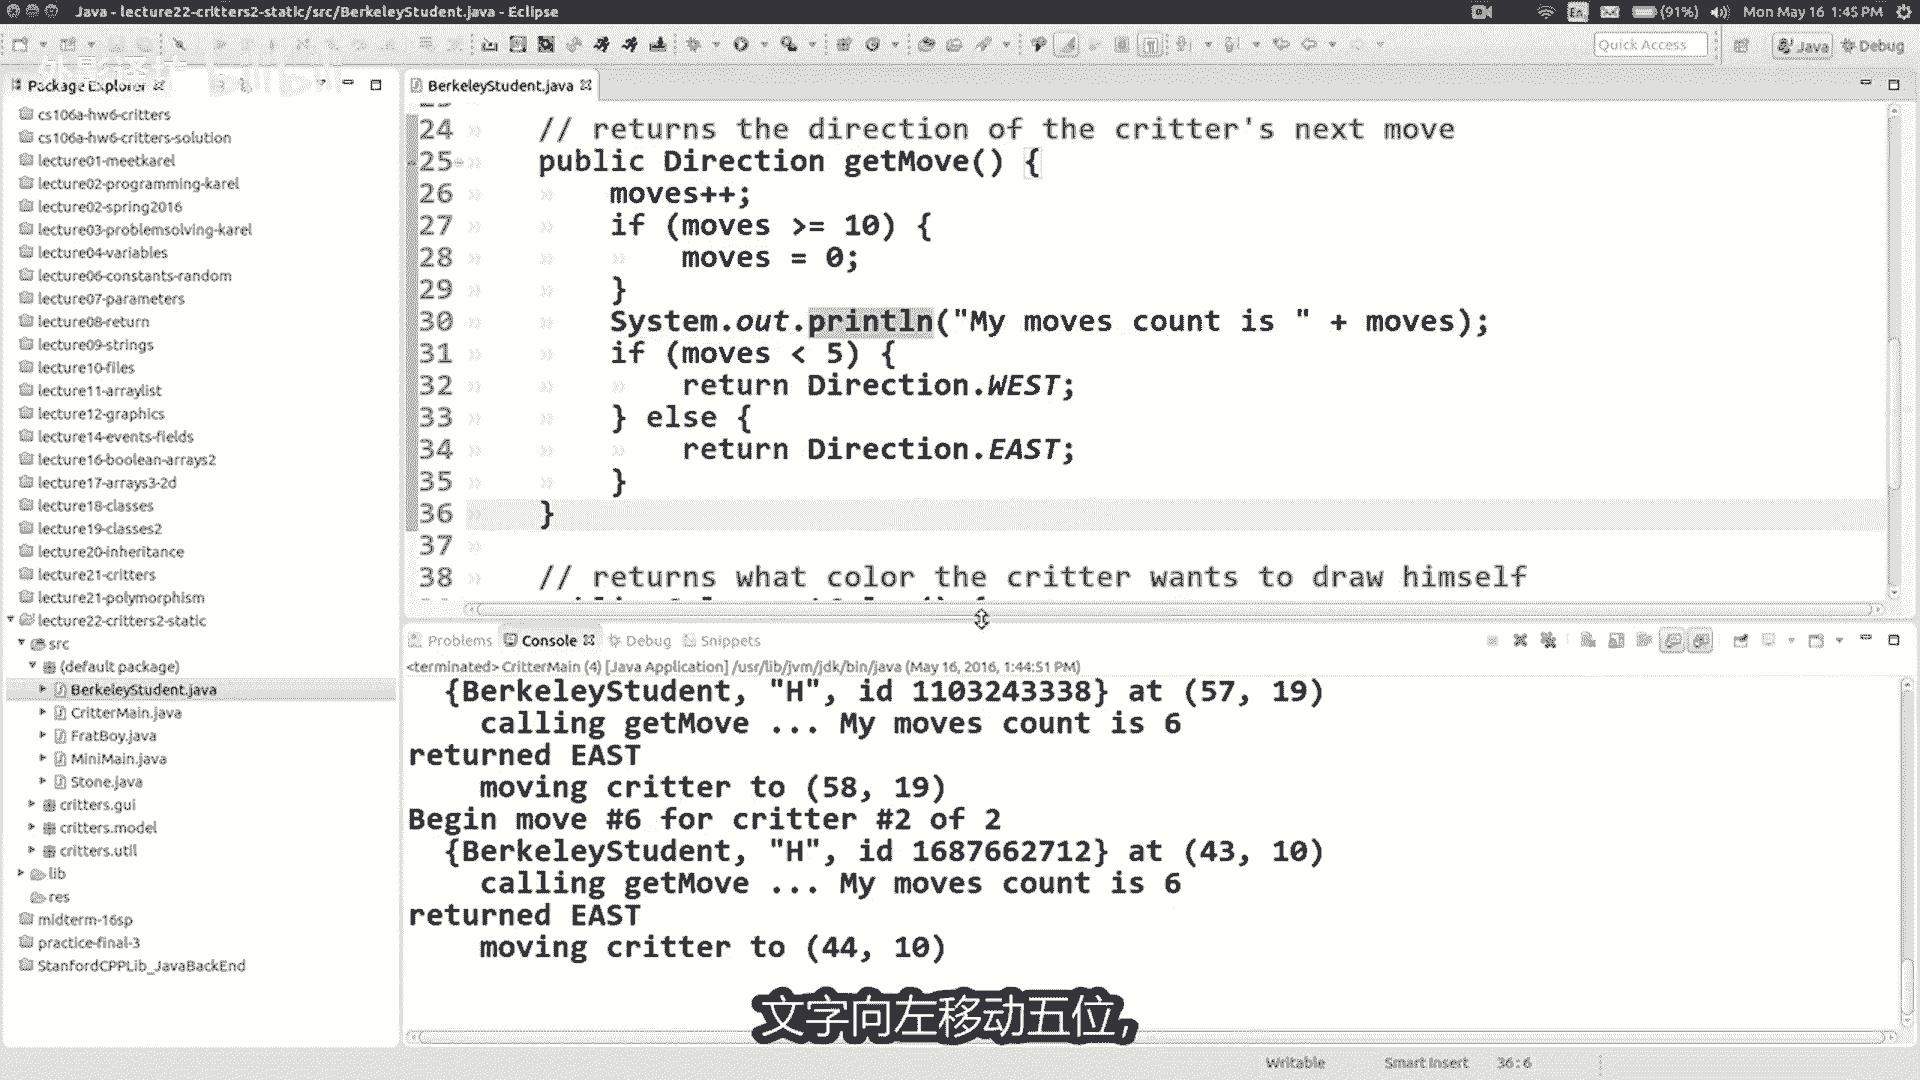 Java - lecture22-critters2-static/src/BerkeleyStudent.java - Eclipse
En (91%) Mon May 16 1:45 PM
Quick Access
Java Debug
Package Explorer
BerkeleyStudent.java
cs106a-hw6-critters
cs106a-hw6-critters-solution
lecture01-meetkarel
lecture02-programming-karel
lecture02-spring2016
lecture03-problemsolving-karel
lecture04-variables
lecture06-constants-random
lecture07-parameters
lecture08-return
lecture09-strings
lecture10-files
lecture11-arraylist
lecture12-graphics
lecture14-events-fields
lecture16-boolean-arrays2
lecture17-arrays3-2d
lecture18-classes
lecture19-classes2
lecture20-inheritance
lecture21-critters
lecture21-polymorphism
lecture22-critters2-static
src
(default package)
BerkeleyStudent.java
CritterMain.java
FratBoy.java
MiniMain.java
Stone.java
critters.gui
critters.model
critters.util
lib
res
midterm-16sp
practice-final-3
StanfordCPPLib_JavaBackEnd
24 // returns the direction of the critter's next move
25 public Direction getMove() {
26 moves++;
27 if (moves >= 10) {
28 moves = 0;
29 }
30 System.out.println("My moves count is " + moves);
31 if (moves < 5) {
32 return Direction.WEST;
33 } else {
34 return Direction.EAST;
35 }
36 }
37
38 // returns what color the critter wants to draw himself
Problems Console Debug Snippets
<terminated> CritterMain (4) [Java Application] /usr/lib/jvm/jdk/bin/java (May 16, 2016, 1:44:51 PM)
{BerkeleyStudent, "H", id 1103243338} at (57, 19)
calling getMove ... My moves count is 6
returned EAST
moving critter to (58, 19)
Begin move #6 for critter #2 of 2
{BerkeleyStudent, "H", id 1687662712} at (43, 10)
calling getMove ... My moves count is 6
returned EAST
moving critter to (44, 10)
文字向左移动五位,
Writable Smart Insert 36:6